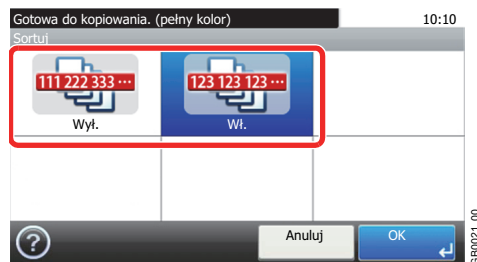 Gotowa do kopiowania. (pełny kolor) 10:10
Sortuj
111 222 333 ··· 123 123 123 ···
Wył. Wł.
? Anuluj OK
GB0021_00